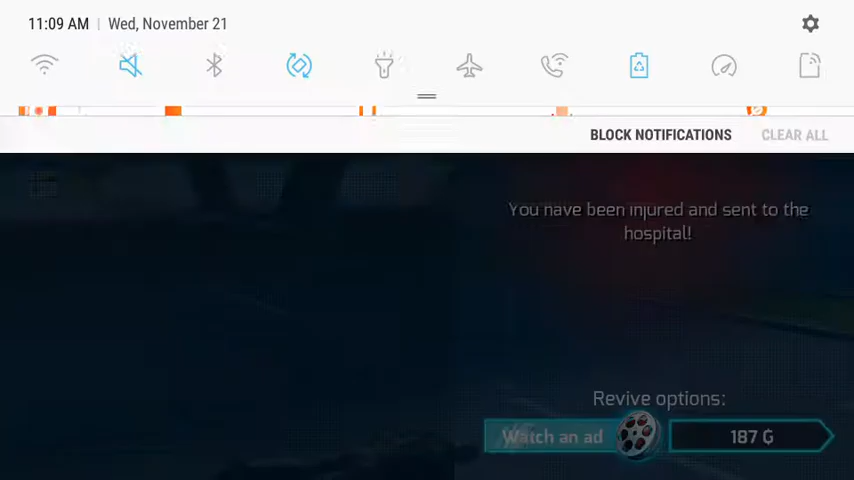 11:09 AM | Wed, November 21
BLOCK NOTIFICATIONS CLEAR ALL
You have been injured and sent to the
hospital!
Revive options:
Watch an ad
187 G